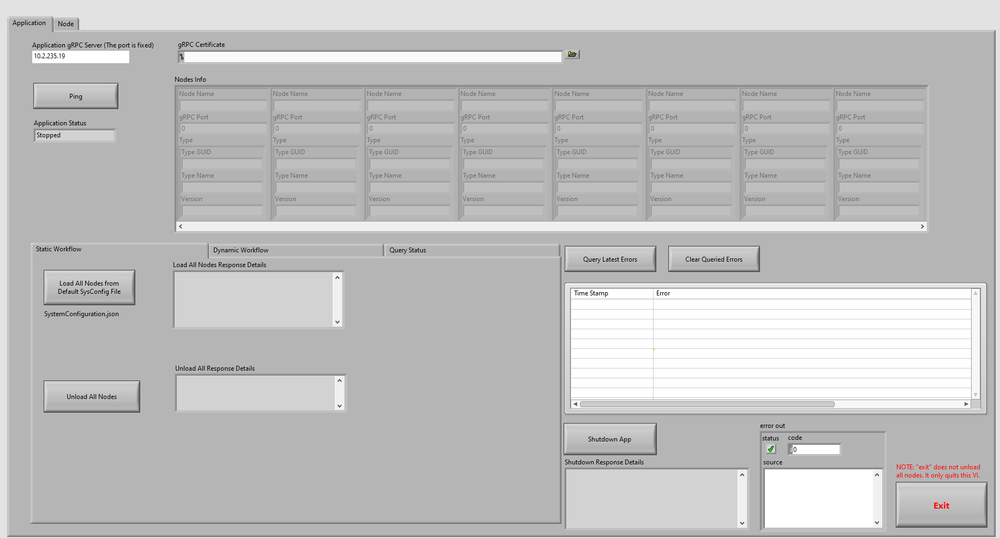 Application
Node
Application gRPC Server (The port is fixed)
10.2.235.19
gRPC Certificate
Ping
Application Status
Stopped
Nodes Info
Node Name Node Name Node Name Node Name Node Name Node Name Node Name Node Name
gRPC Port gRPC Port gRPC Port gRPC Port gRPC Port gRPC Port gRPC Port gRPC Port
0 0 0 0 0 0 0 0
Type Type Type Type Type Type Type Type
Type GUID Type GUID Type GUID Type GUID Type GUID Type GUID Type GUID Type GUID
Type Name Type Name Type Name Type Name Type Name Type Name Type Name Type Name
Version Version Version Version Version Version Version Version
Static Workflow
Dynamic Workflow
Query Status
Load All Nodes from
Default SysConfig File
SystemConfiguration.json
Load All Nodes Response Details
Unload All Nodes
Unload All Response Details
Query Latest Errors
Clear Queried Errors
Time Stamp Error
Shutdown App
Shutdown Response Details
error out
status code
d0
source
NOTE: "exit" does not unload
all nodes. It only quits this VI.
Exit